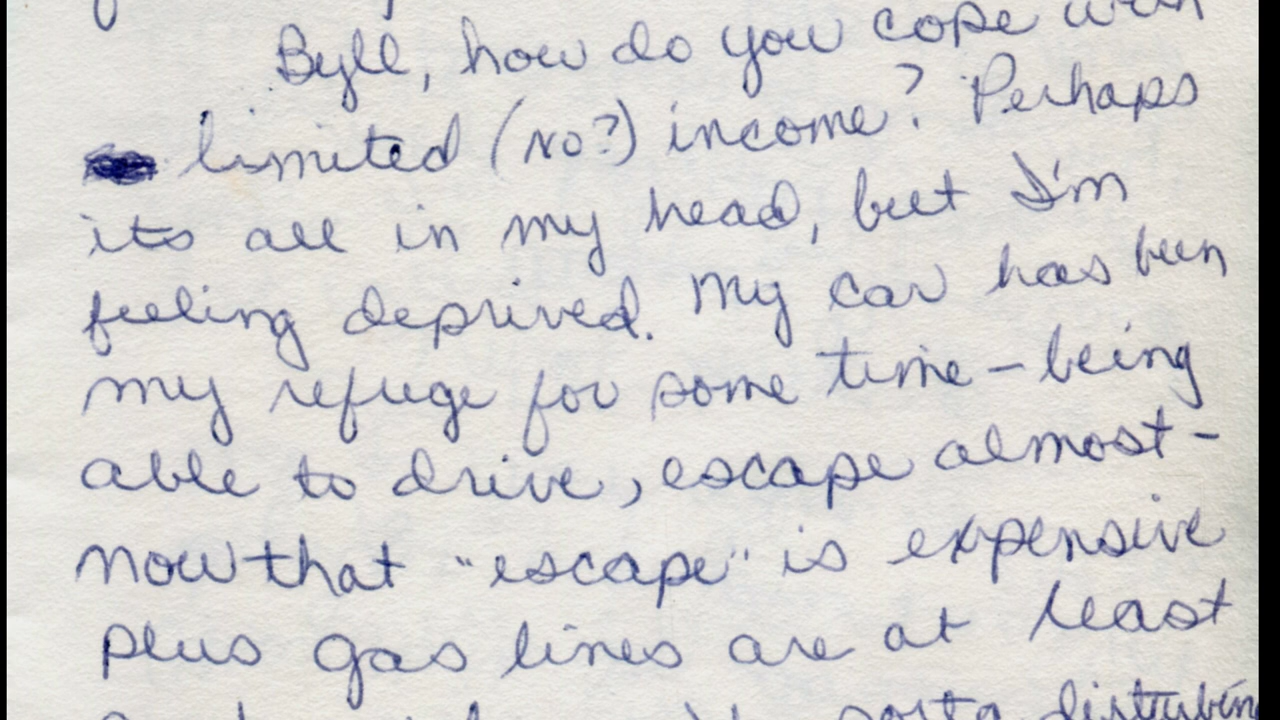 Byll, how do you cope with
limited (no?) income? Perhaps
its all in my head, but I'm
feeling deprived. My car has been
my refuge for some time – being
able to drive, escape almost –
now that "escape" is expensive
plus gas lines are at least
sorta disturbing